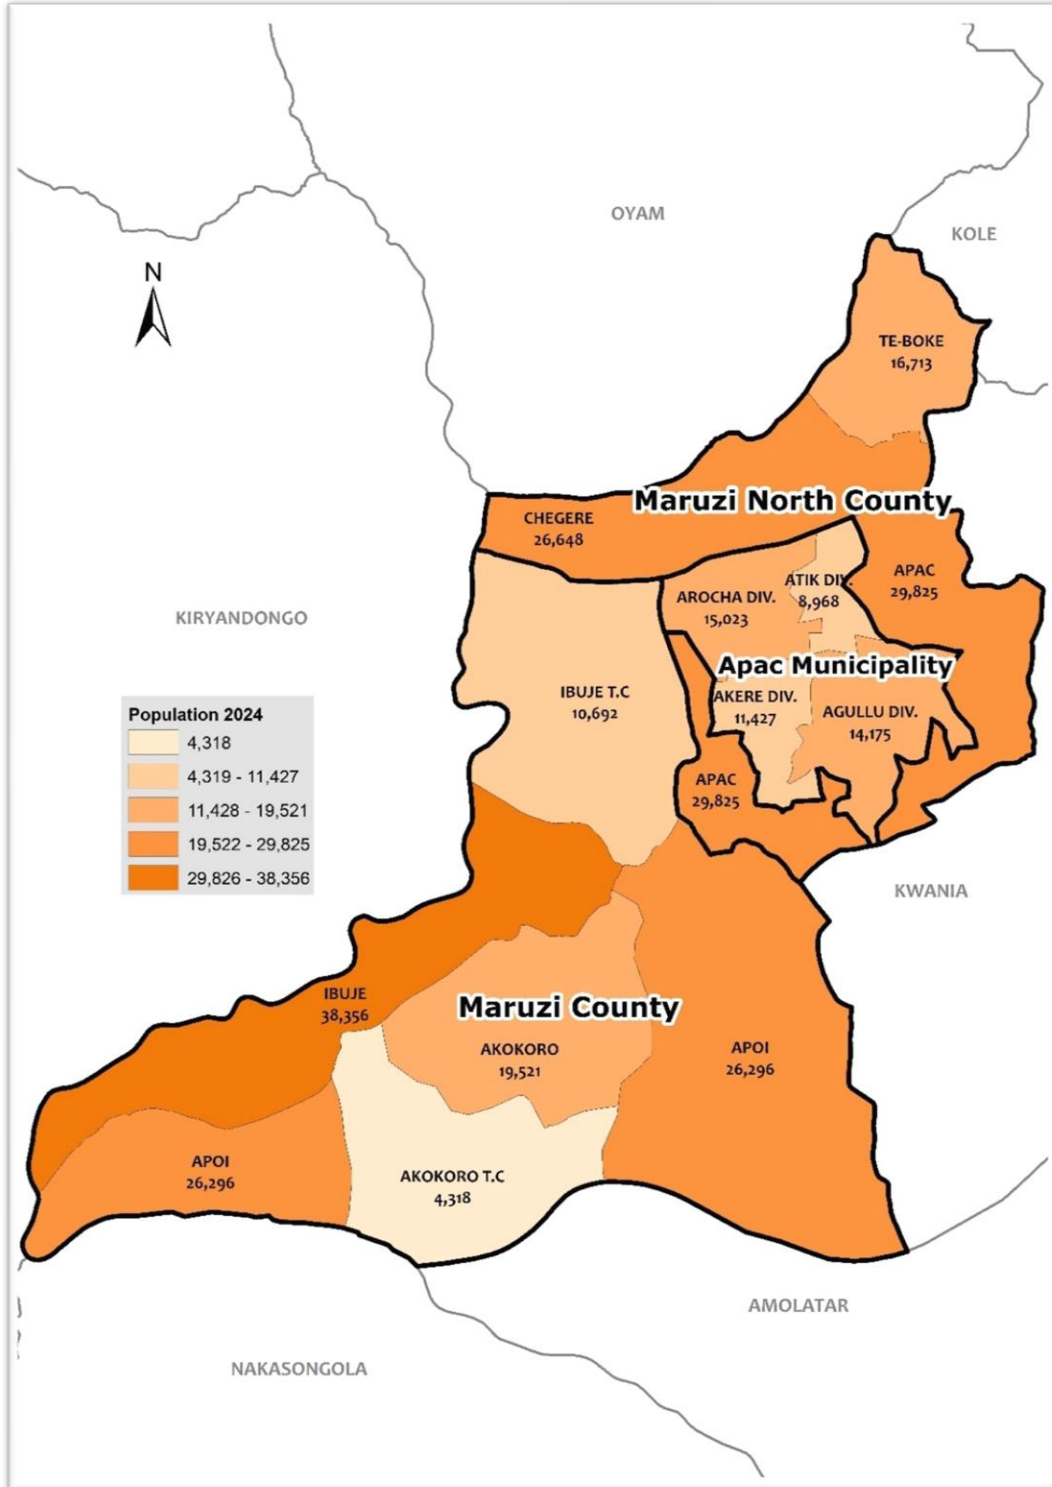 OYAM
KOLE
N
TE-BOKE
16,713
Maruzi North County
CHEGERE
26,648
APAC
29,825
ATIK DIV.
8,968
AROCHA DIV.
15,023
KIRYANDONGO
Apac Municipality
IBUJE T.C
10,692
AKERE DIV.
11,427
AGULLU DIV.
14,175
Population 2024
4,318
4,319 - 11,427
11,428 - 19,521
19,522 - 29,825
29,826 - 38,356
APAC
29,825
KWANIA
IBUJE
38,356
Maruzi County
AKOKORO
19,521
APOI
26,296
APOI
26,296
AKOKORO T.C
4,318
AMOLATAR
NAKASONGOLA